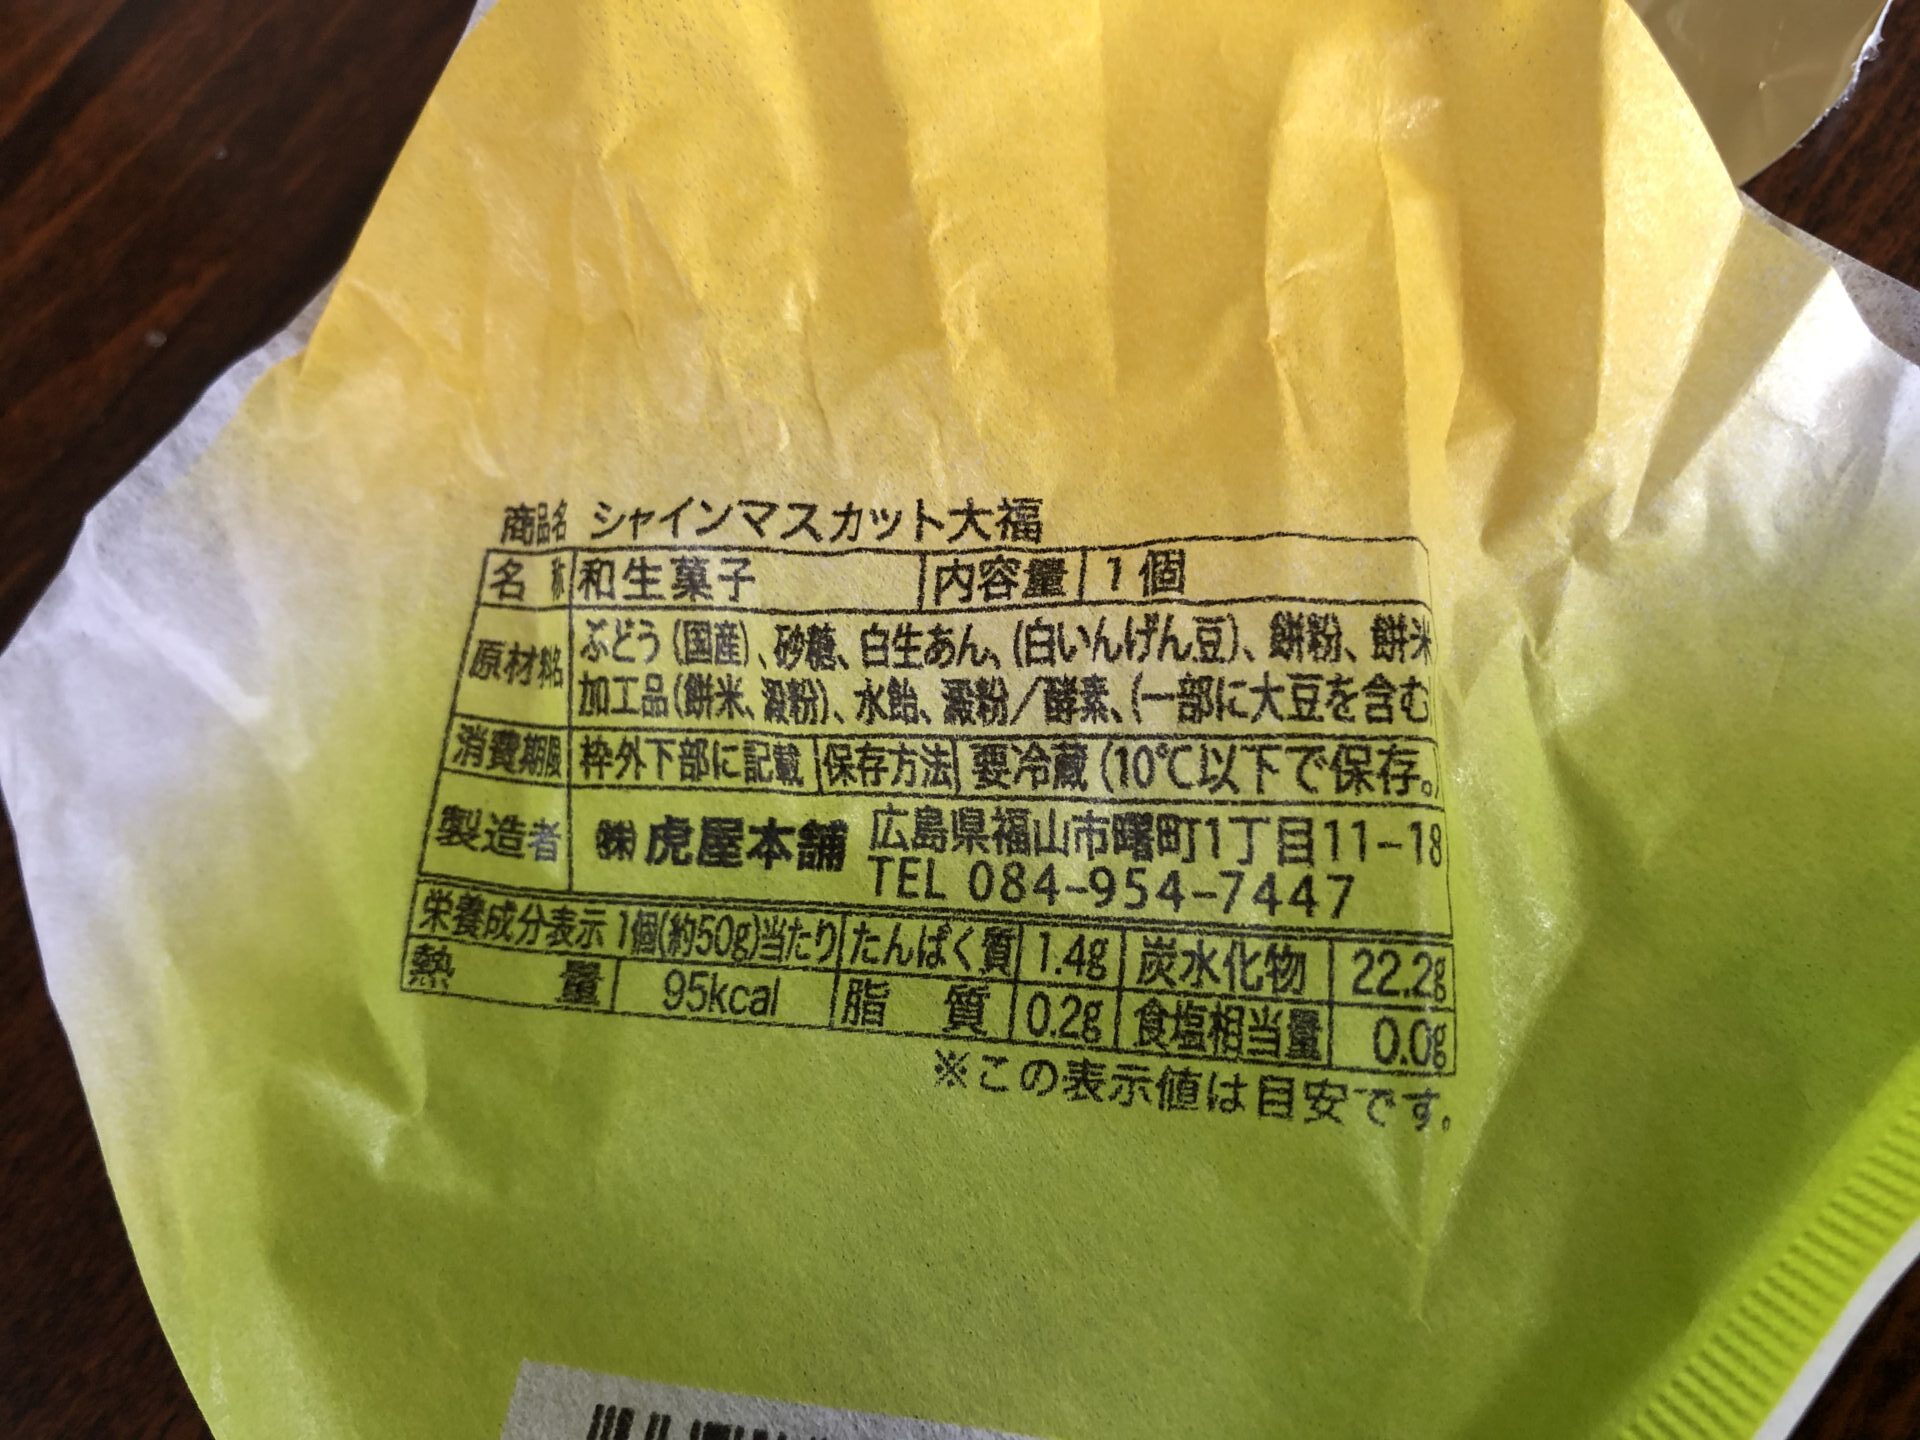 商品名 シャインマスカット大福
名 称 和生菓子 内容量 1個
原材料名 ぶどう(国産)、砂糖、白生あん、(白いんげん豆)、餅粉、餅米
加工品(餅米、澱粉)、水飴、澱粉/酵素、(一部に大豆を含む
消費期限 枠外下部に記載 保存方法 要冷蔵(10℃以下で保存。)
製造者 ㈱虎屋本舗 広島県福山市曙町1丁目11-18
TEL 084-954-7447
栄養成分表示 1個(約50g)当たり たんぱく質 1.4g 炭水化物 22.2g
熱 量 95kcal 脂 質 0.2g 食塩相当量 0.0g
※この表示値は目安です。